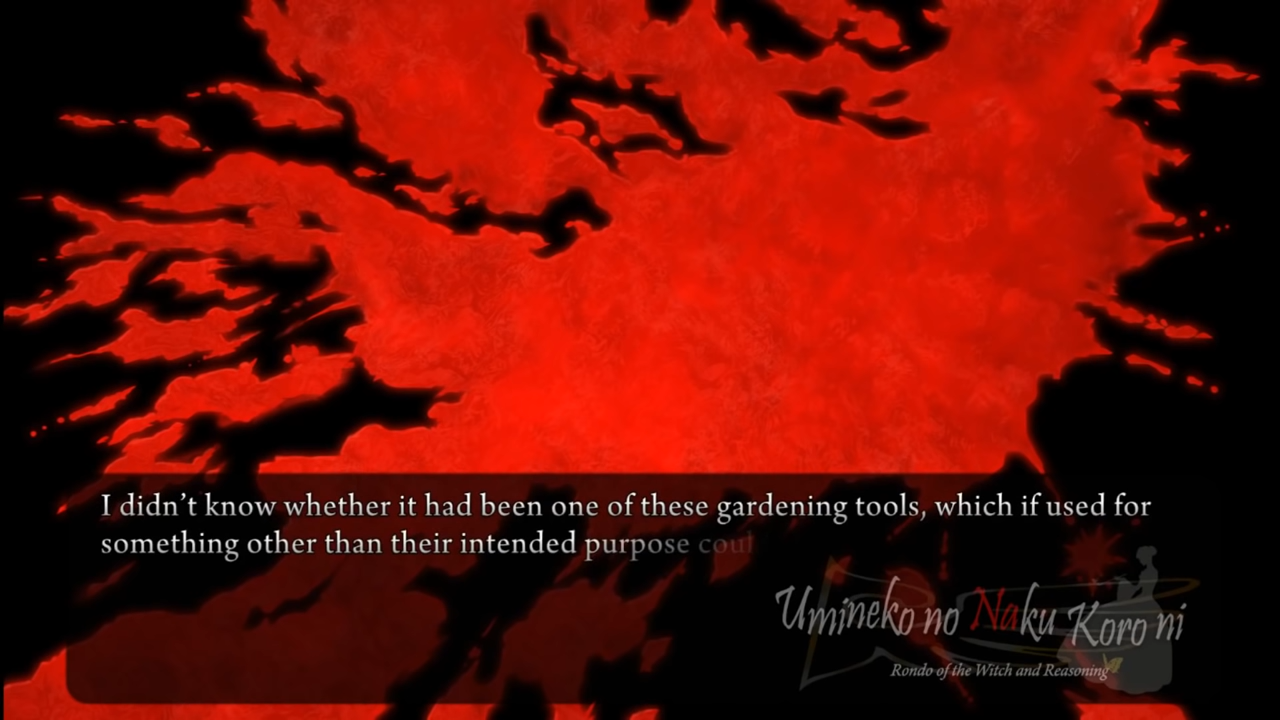 I didn’t know whether it had been one of these gardening tools, which if used for
something other than their intended purpose coul
Umineko no Naku Koro ni
Rondo of the Witch and Reasoning